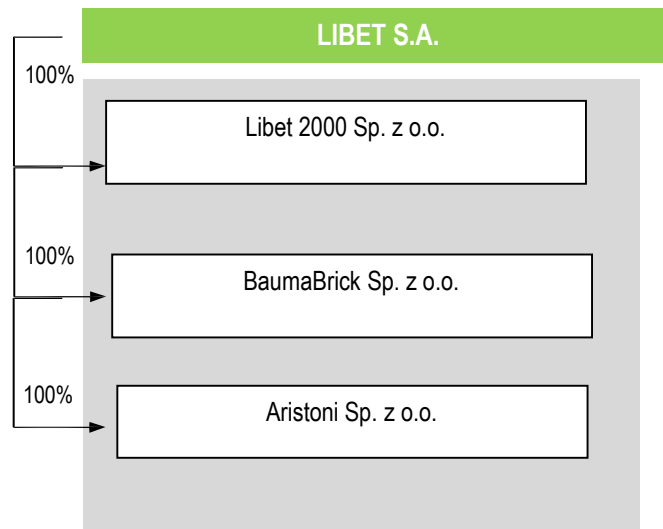 LIBET S.A.
100%
Libet 2000 Sp. z o.o.
100%
BaumaBrick Sp. z o.o.
100%
Aristoni Sp. z o.o.